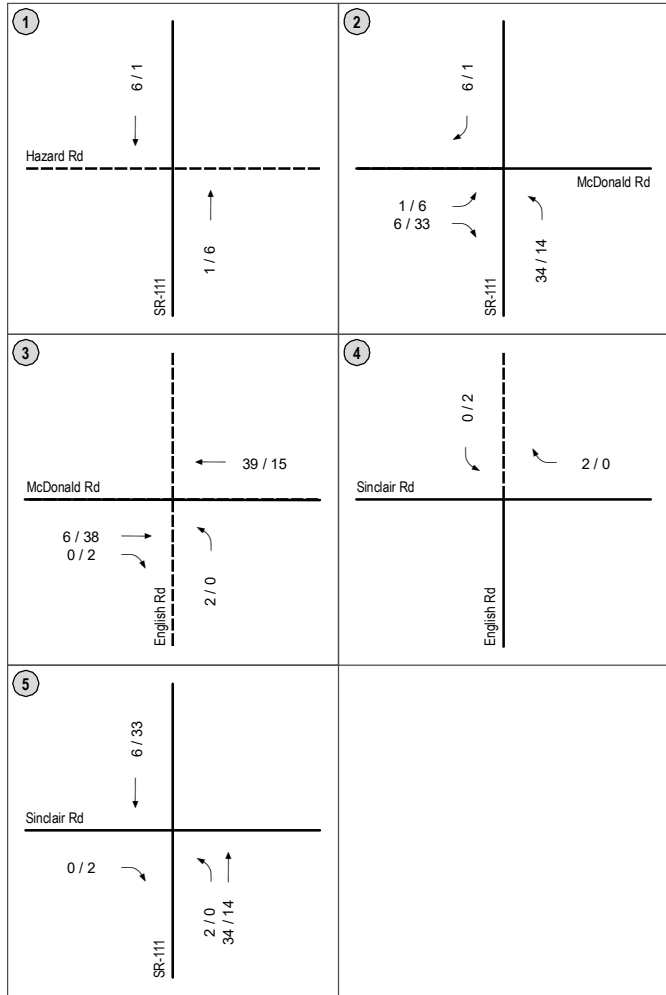 1
6 / 1
Hazard Rd
1 / 6
SR-111
2
6 / 1
McDonald Rd
1 / 6
6 / 33
34 / 14
SR-111
3
39 / 15
McDonald Rd
6 / 38
0 / 2
2 / 0
English Rd
4
0 / 2
2 / 0
Sinclair Rd
English Rd
5
6 / 33
Sinclair Rd
0 / 2
2 / 0
34 / 14
SR-111